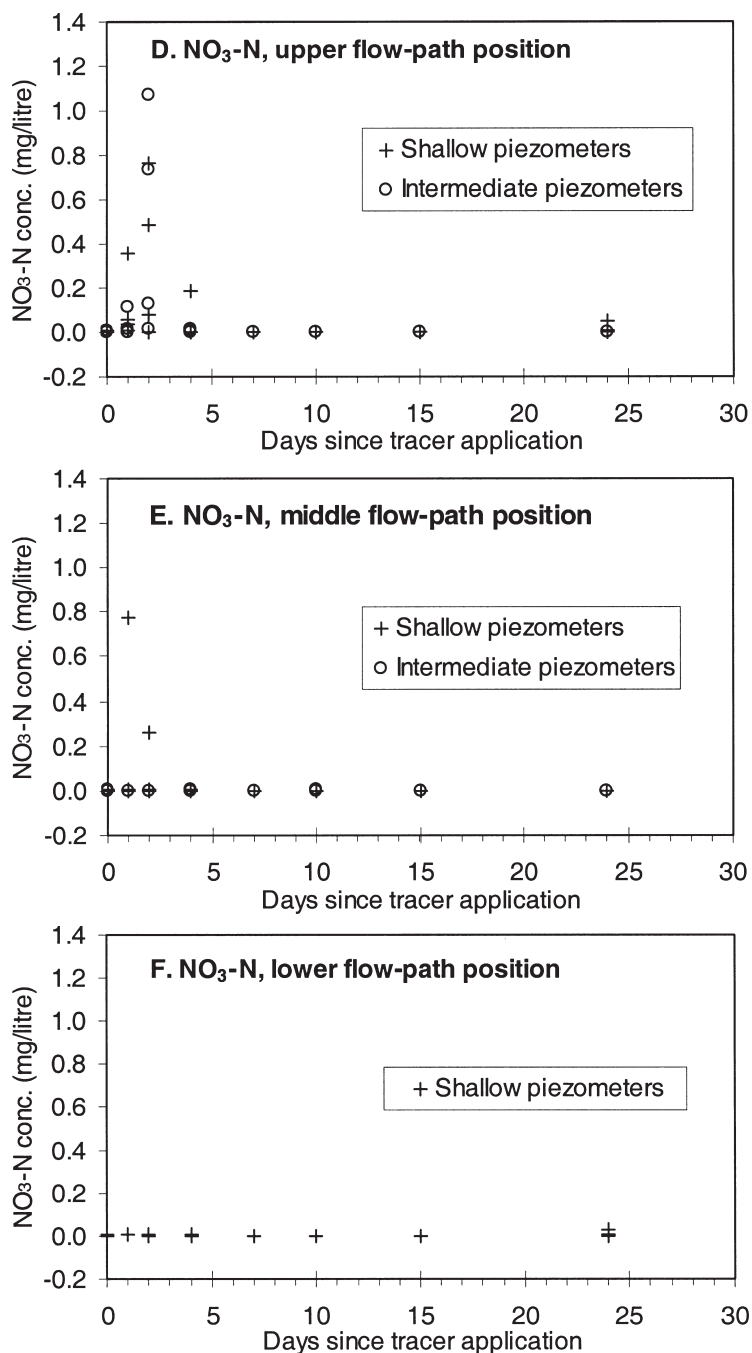 D. NO3-N, upper flow-path position
NO3-N conc. (mg/litre)
1.4
1.2
1.0
0.8
0.6
0.4
0.2
0.0
-0.2
+ Shallow piezometers
o Intermediate piezometers
0 5 10 15 20 25 30
Days since tracer application
E. NO3-N, middle flow-path position
NO3-N conc. (mg/litre)
1.4
1.2
1.0
0.8
0.6
0.4
0.2
0.0
-0.2
+ Shallow piezometers
o Intermediate piezometers
0 5 10 15 20 25 30
Days since tracer application
F. NO3-N, lower flow-path position
NO3-N conc. (mg/litre)
1.4
1.2
1.0
0.8
0.6
0.4
0.2
0.0
-0.2
+ Shallow piezometers
0 5 10 15 20 25 30
Days since tracer application